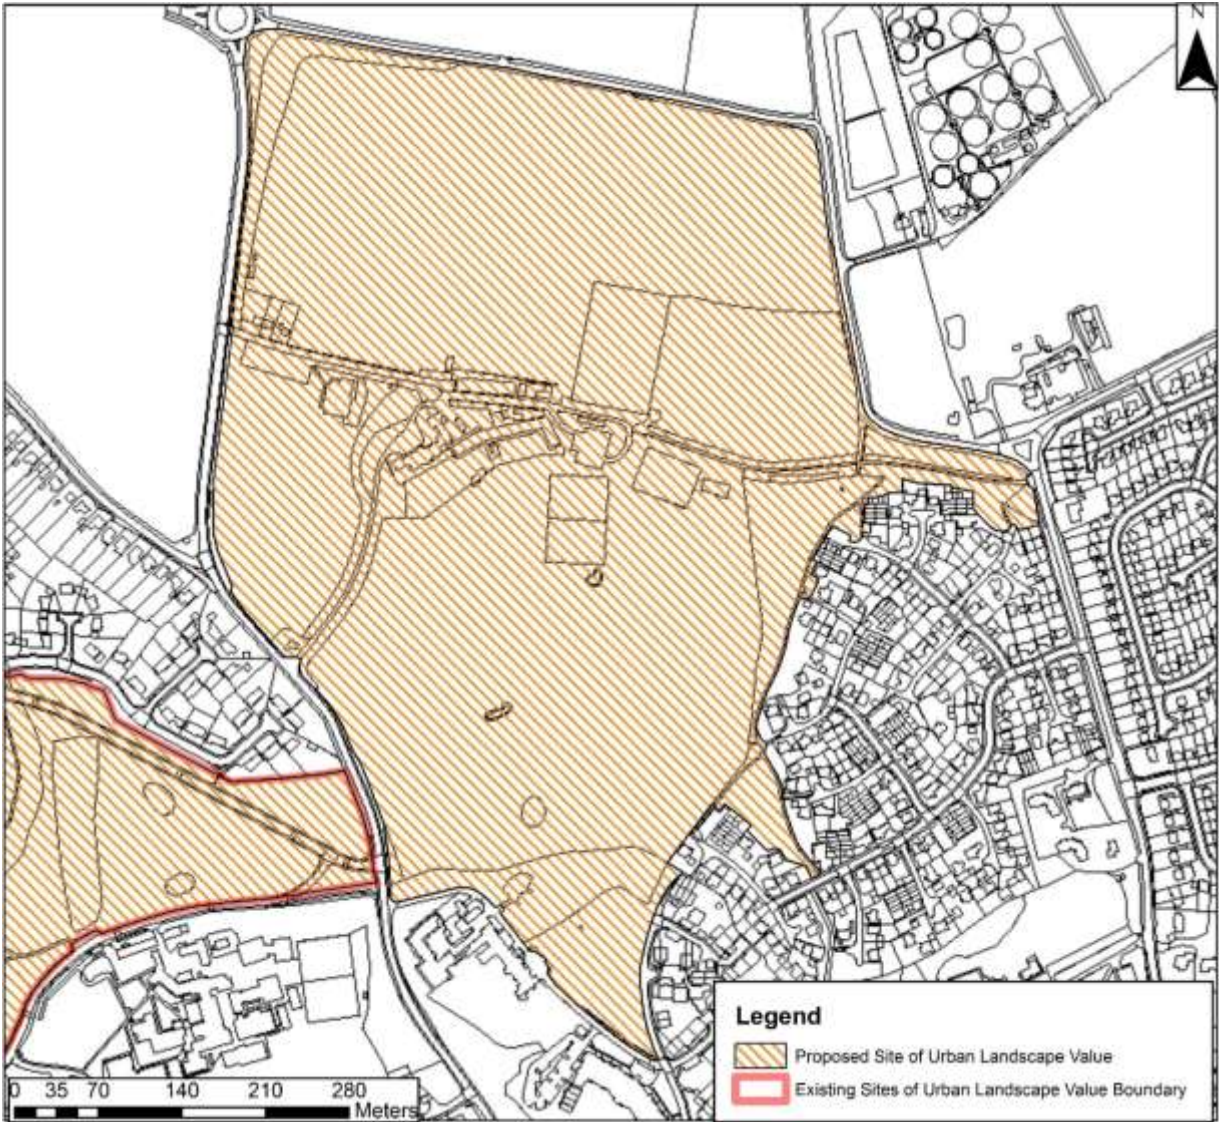 N
Legend
Proposed Site of Urban Landscape Value
Existing Sites of Urban Landscape Value Boundary
0 35 70 140 210 280
Meters